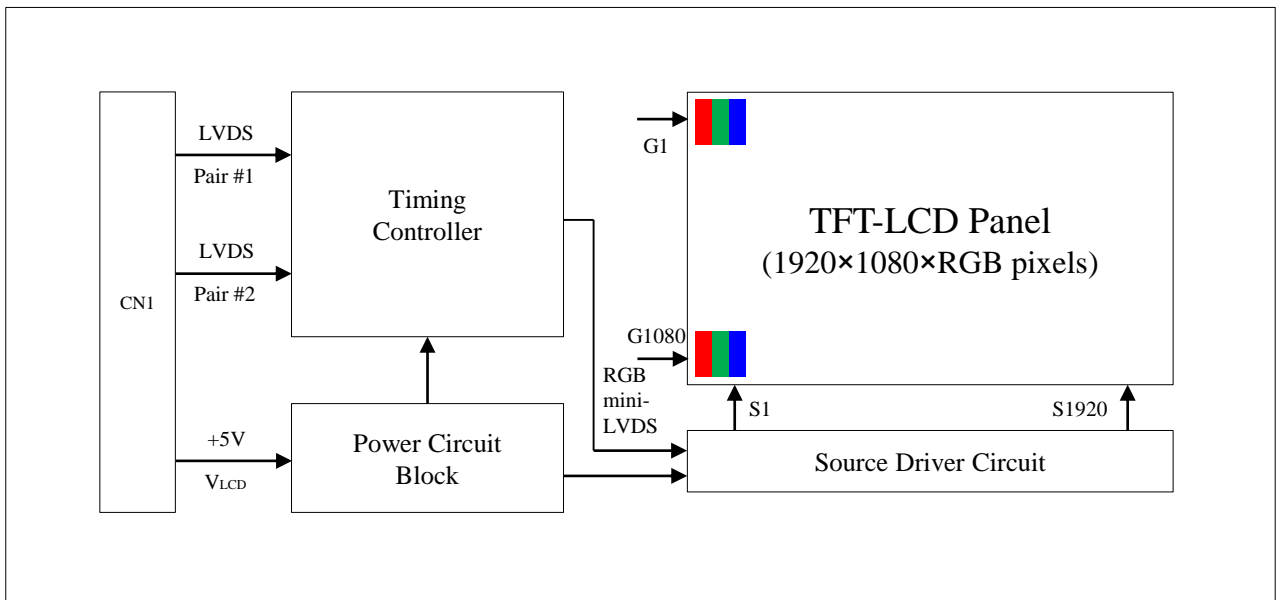 CN1
LVDS
Pair #1
LVDS
Pair #2
+5V
VLCD
Timing
Controller
Power Circuit
Block
RGB
mini-
LVDS
G1
G1080
TFT-LCD Panel
(1920×1080×RGB pixels)
S1
S1920
Source Driver Circuit